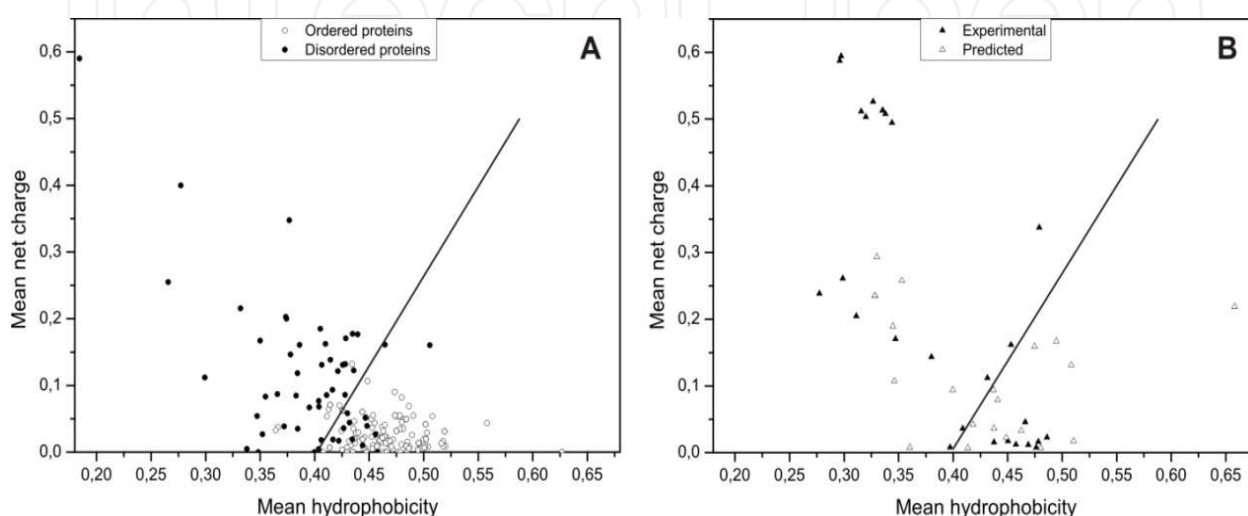 Ordered proteins
Disordered proteins
A
0,6
0,5
0,4
0,3
0,2
0,1
0,0
Mean net charge
0,20 0,25 0,30 0,35 0,40 0,45 0,50 0,55 0,60 0,65
Mean hydrophobicity
Experimental
Predicted
B
0,6
0,5
0,4
0,3
0,2
0,1
0,0
Mean net charge
0,20 0,25 0,30 0,35 0,40 0,45 0,50 0,55 0,60 0,65
Mean hydrophobicity